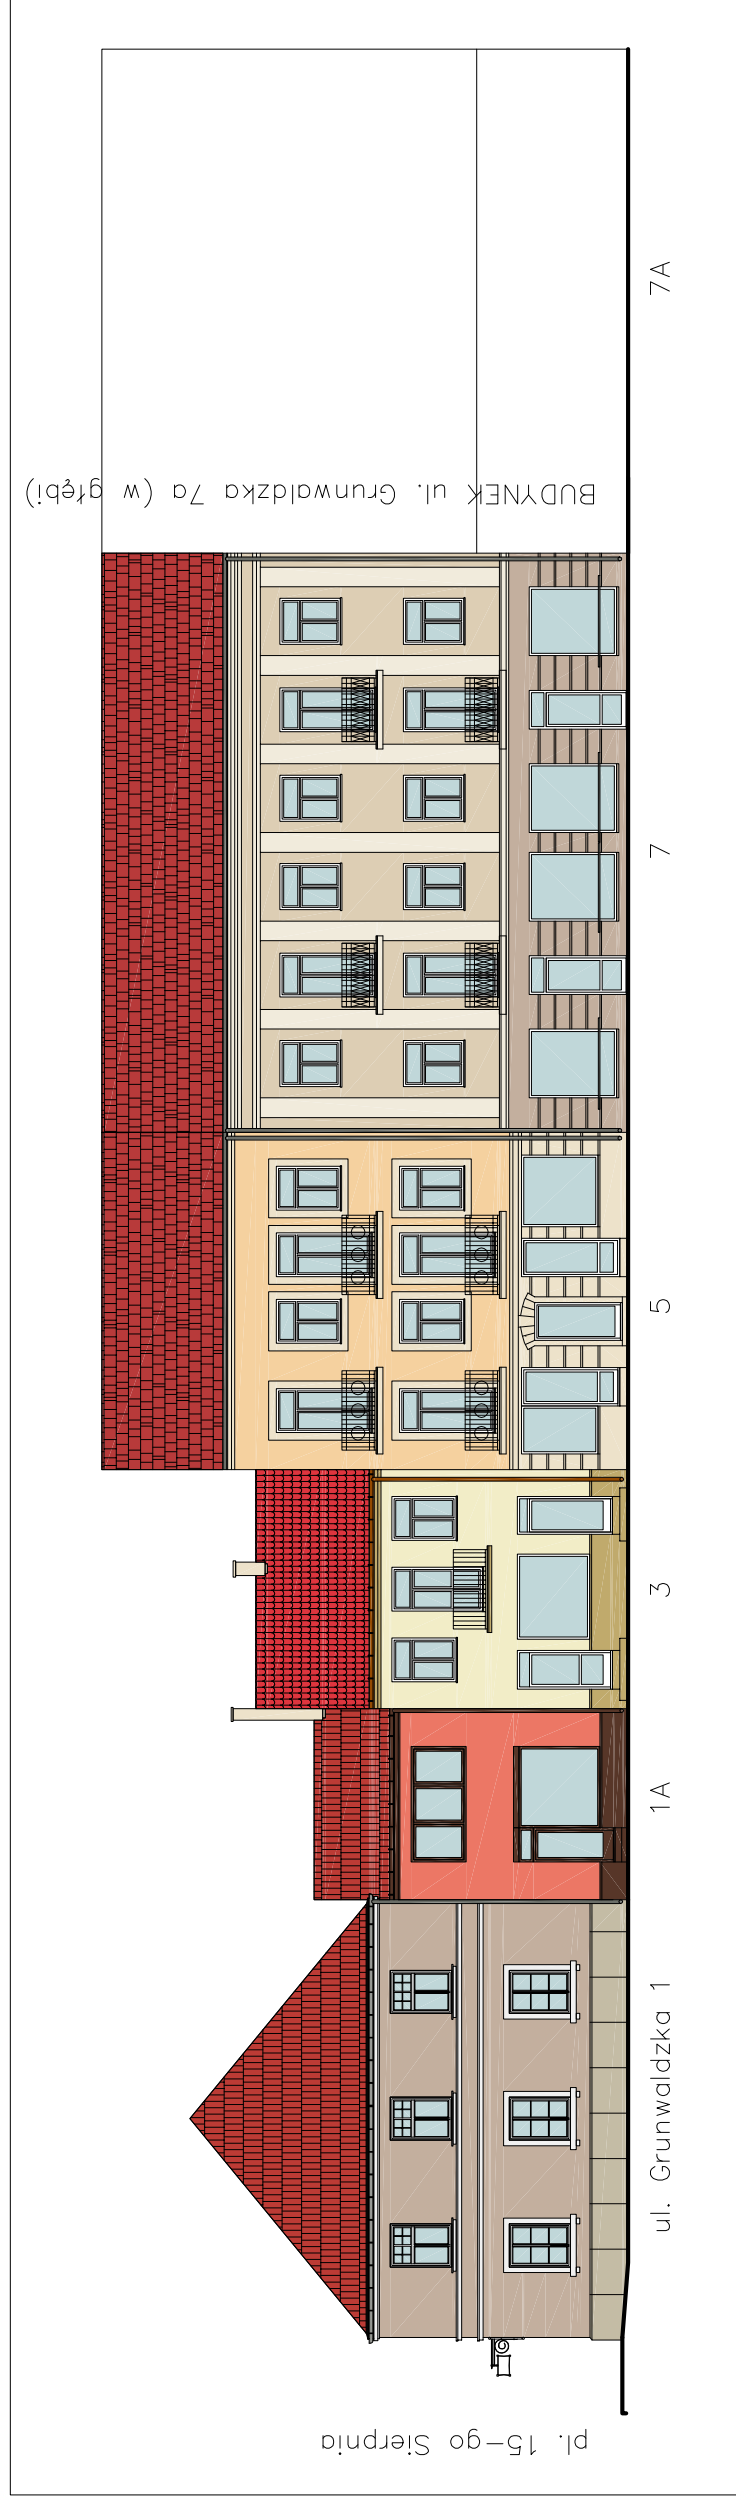 pl. 15-go Sierpnia
ul. Grunwaldzka 1
1A
3
5
7
BUDYNEK ul. Grunwaldzka 7a (w głębi)
7A